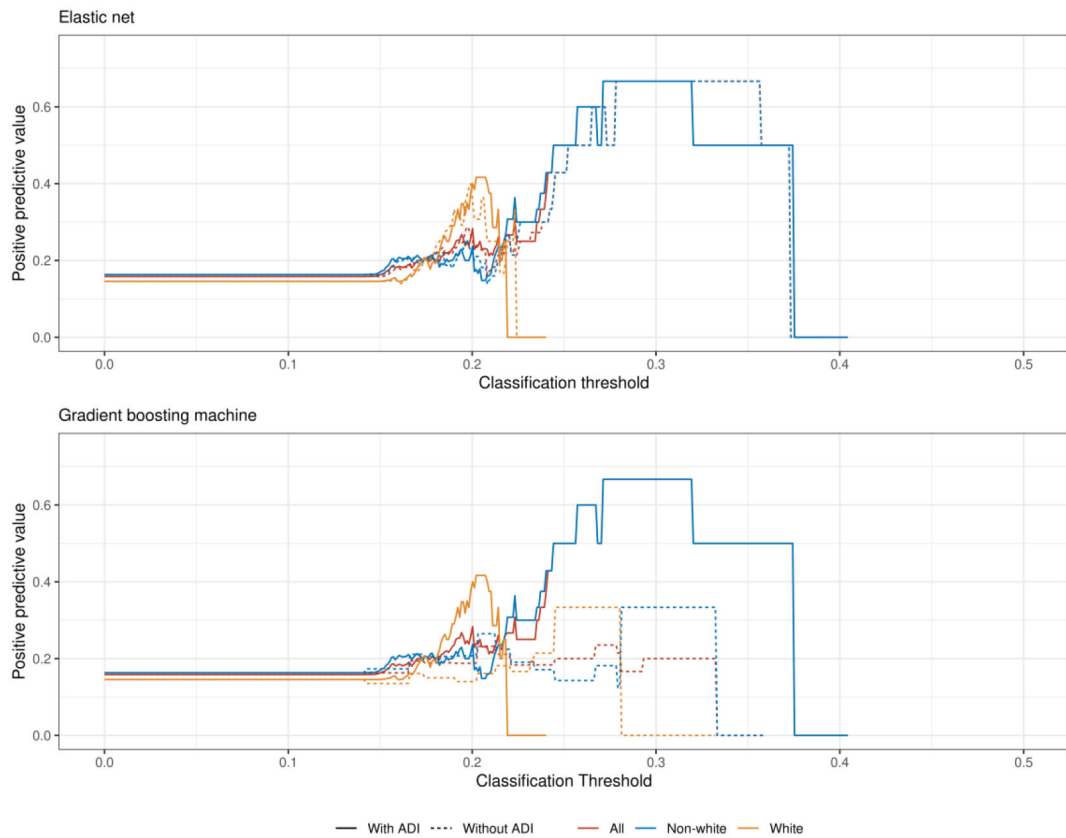 Elastic net
Positive predictive value
0.6
0.4
0.2
0.0
0.0 0.1 0.2 0.3 0.4 0.5
Classification threshold
Gradient boosting machine
Positive predictive value
0.6
0.4
0.2
0.0
0.0 0.1 0.2 0.3 0.4 0.5
Classification Threshold
With ADI Without ADI All Non-white White